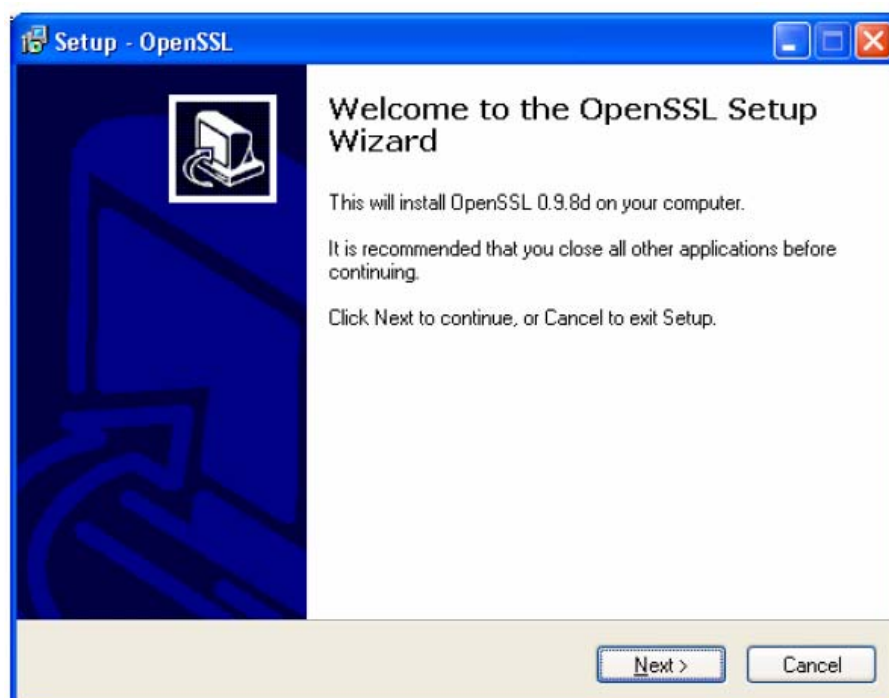 Setup - OpenSSL
Welcome to the OpenSSL Setup
Wizard
This will install OpenSSL 0.9.8d on your computer.
It is recommended that you close all other applications before
continuing.
Click Next to continue, or Cancel to exit Setup.
Next >
Cancel